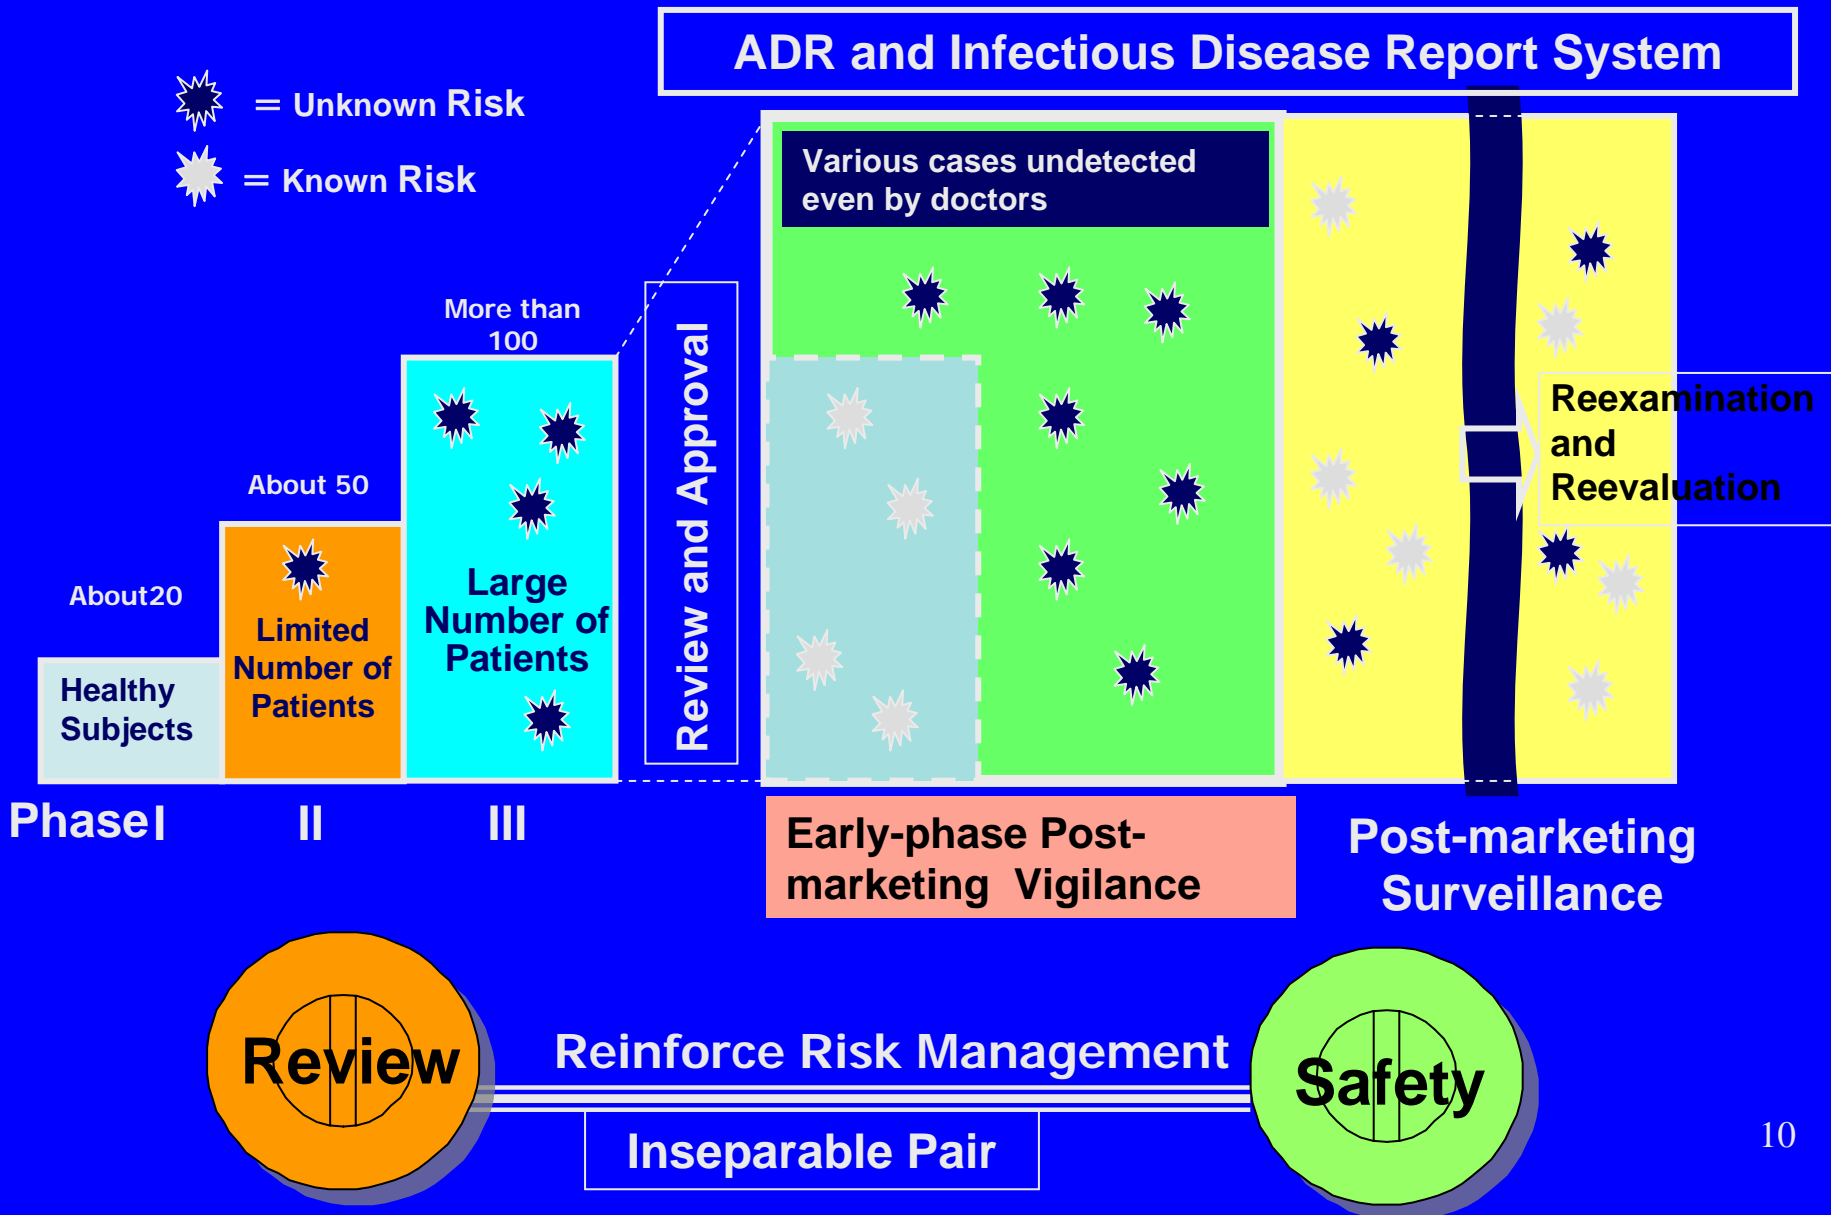 ADR and Infectious Disease Report System
= Unknown Risk
= Known Risk
Various cases undetected
even by doctors
More than
100
About 50
About20
Healthy
Subjects
Limited
Number of
Patients
Large
Number of
Patients
Review and Approval
Reexamination
and
Reevaluation
PhaseI
II
III
Early-phase Post-
marketing Vigilance
Post-marketing
Surveillance
Review
Reinforce Risk Management
Safety
Inseparable Pair
10